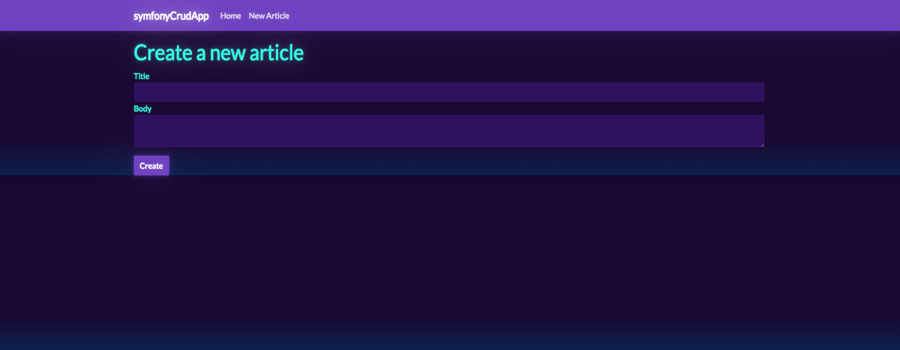 symfonyCrudApp Home New Article
Create a new article
Title
Body
Create